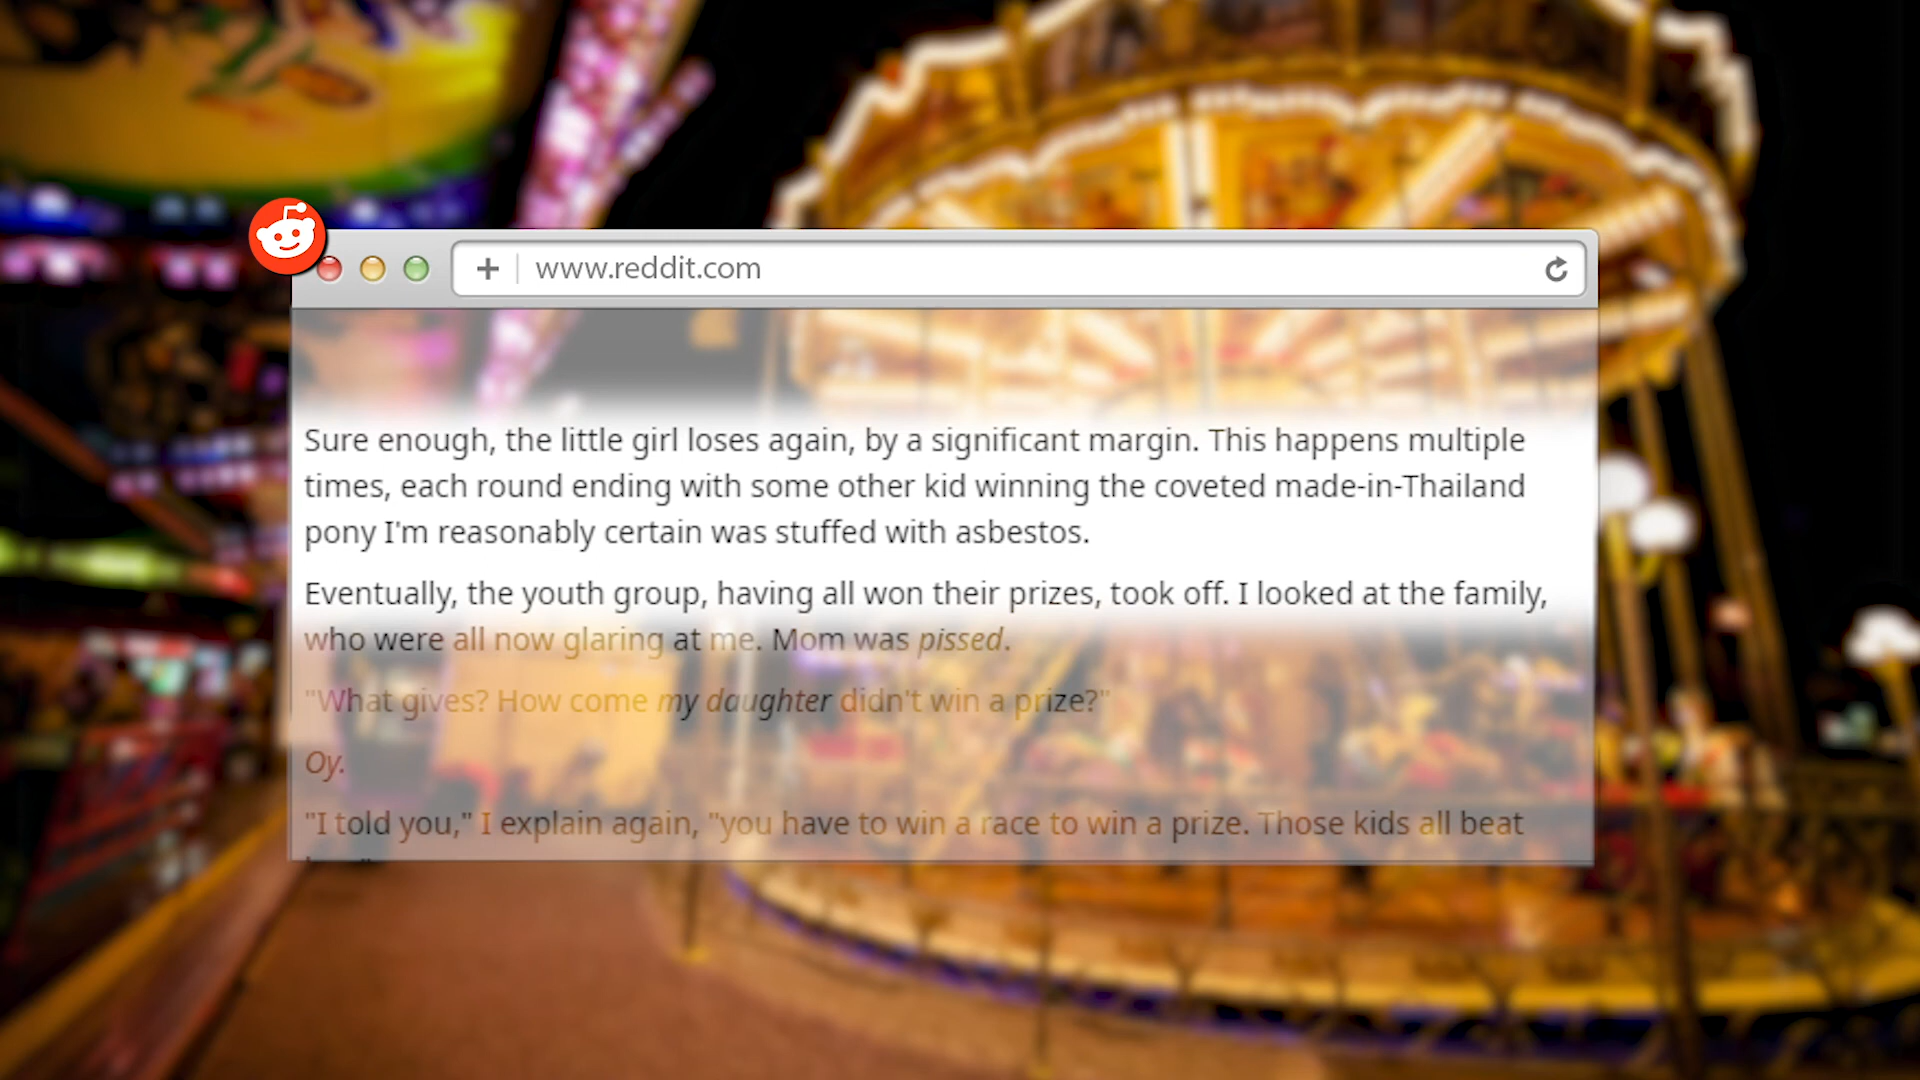 www.reddit.com
Sure enough, the little girl loses again, by a significant margin. This happens multiple
times, each round ending with some other kid winning the coveted made-in-Thailand
pony I'm reasonably certain was stuffed with asbestos.
Eventually, the youth group, having all won their prizes, took off. I looked at the family,
who were all now glaring at me. Mom was pissed.
"What gives? How come my daughter didn't win a prize?"
Oy.
"I told you," I explain again, "you have to win a race to win a prize. Those kids all beat